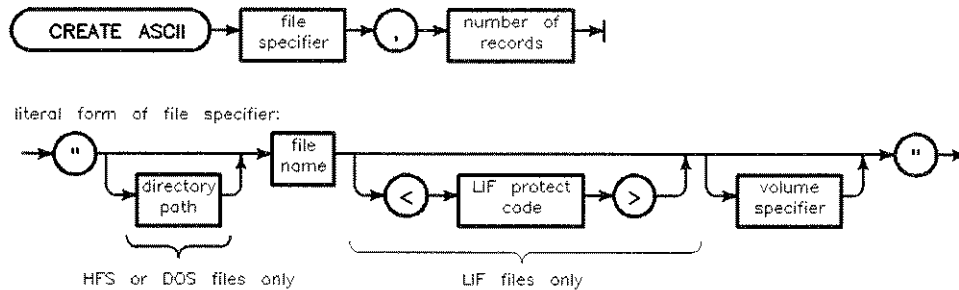 CREATE ASCII
file
specifier
,
number of
records
literal form of file specifier:
"
file
name
"
directory
path
<
LIF protect
code
>
volume
specifier
HFS or DOS files only
LIF files only